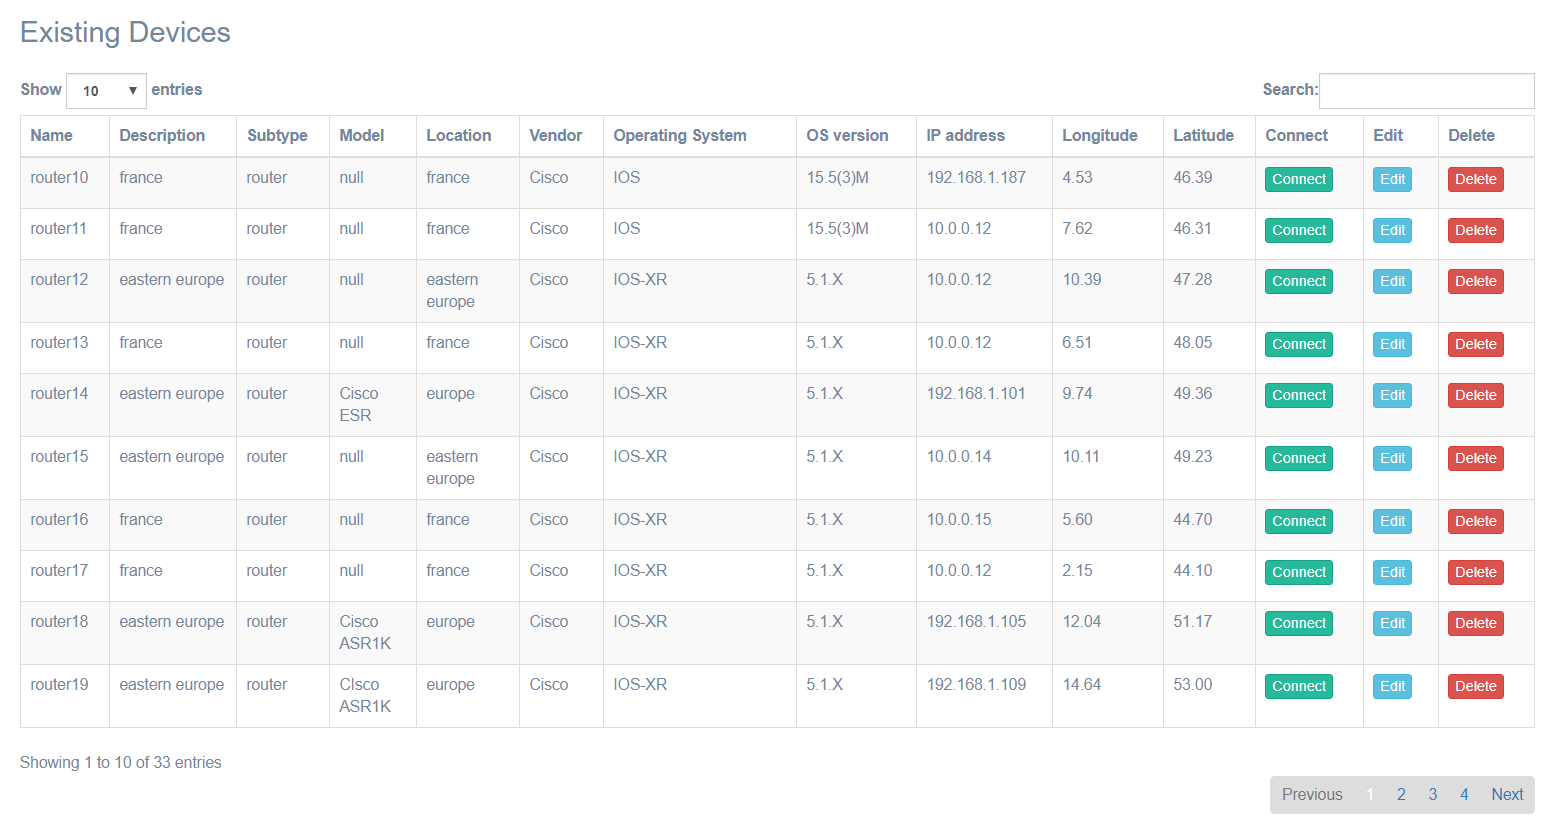 Existing Devices
Show 10 entries Search:
Name Description Subtype Model Location Vendor Operating System OS version IP address Longitude Latitude Connect Edit Delete
router10 france router null france Cisco IOS 15.5(3)M 192.168.1.187 4.53 46.39 Connect Edit Delete
router11 france router null france Cisco IOS 15.5(3)M 10.0.0.12 7.62 46.31 Connect Edit Delete
router12 eastern europe router null eastern Cisco IOS-XR 5.1.X 10.0.0.12 10.39 47.28 Connect Edit Delete
europe
router13 france router null france Cisco IOS-XR 5.1.X 10.0.0.12 6.51 48.05 Connect Edit Delete
router14 eastern europe router Cisco europe Cisco IOS-XR 5.1.X 192.168.1.101 9.74 49.36 Connect Edit Delete
ESR
router15 eastern europe router null eastern Cisco IOS-XR 5.1.X 10.0.0.14 10.11 49.23 Connect Edit Delete
europe
router16 france router null france Cisco IOS-XR 5.1.X 10.0.0.15 5.60 44.70 Connect Edit Delete
router17 france router null france Cisco IOS-XR 5.1.X 10.0.0.12 2.15 44.10 Connect Edit Delete
router18 eastern europe router Cisco europe Cisco IOS-XR 5.1.X 192.168.1.105 12.04 51.17 Connect Edit Delete
ASR1K
router19 eastern europe router CIsco europe Cisco IOS-XR 5.1.X 192.168.1.109 14.64 53.00 Connect Edit Delete
ASR1K
Showing 1 to 10 of 33 entries
Previous 1 2 3 4 Next